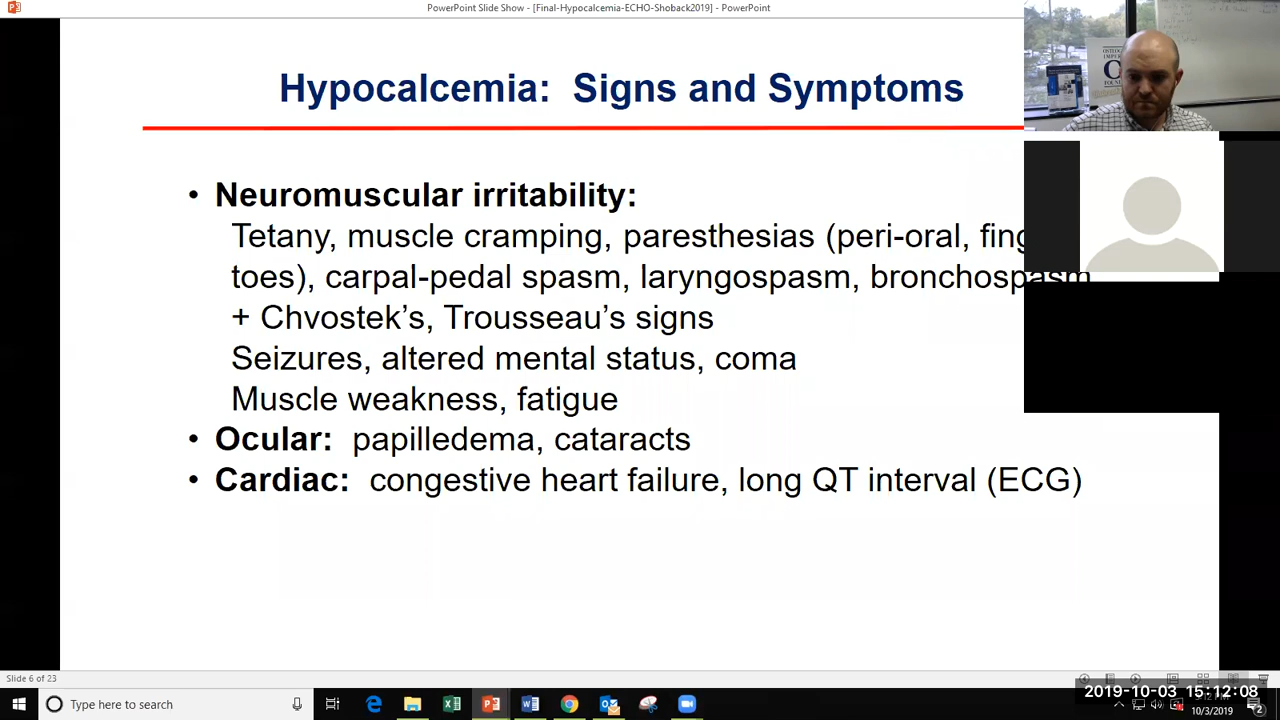 PowerPoint Slide Show - [Final-Hypocalcemia-ECHO-Shoback2019] - PowerPoint
Hypocalcemia: Signs and Symptoms
• Neuromuscular irritability:
Tetany, muscle cramping, paresthesias (peri-oral, fing
toes), carpal-pedal spasm, laryngospasm, bronchospasm
+ Chvostek’s, Trousseau’s signs
Seizures, altered mental status, coma
Muscle weakness, fatigue
• Ocular: papilledema, cataracts
• Cardiac: congestive heart failure, long QT interval (ECG)
Slide 6 of 23
Type here to search
2019-10-03 15:12:08
10/3/2019
2